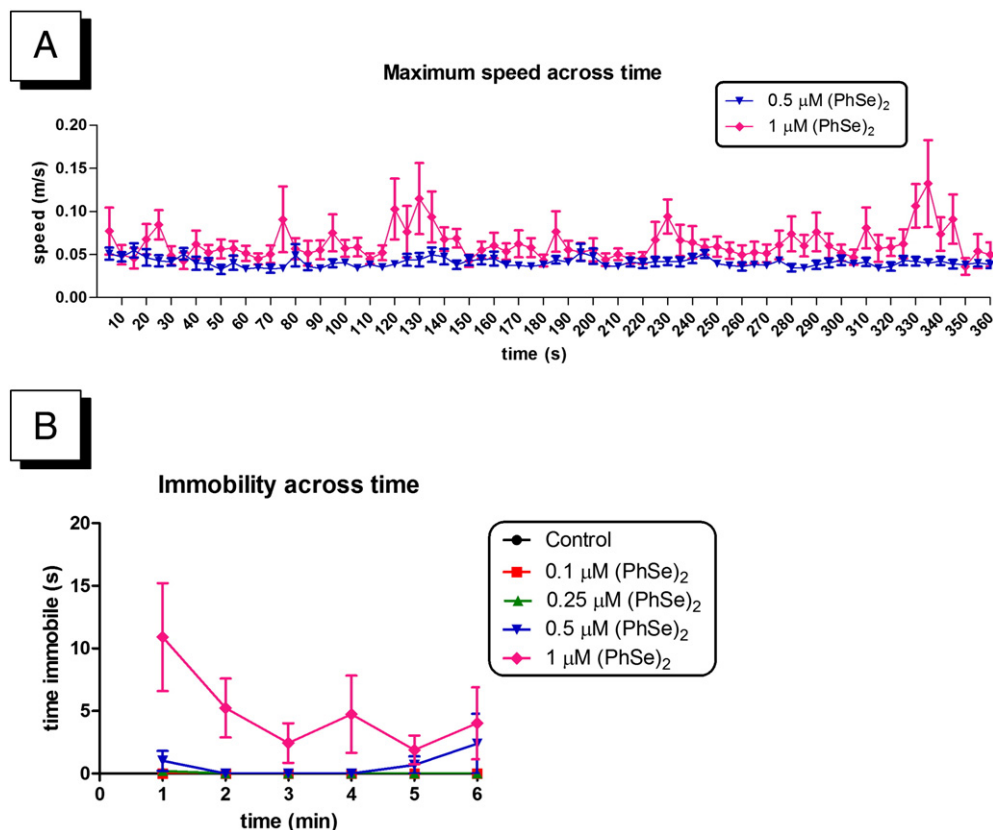 A
Maximum speed across time
0.5 μM (PhSe)₂
1 μM (PhSe)₂
0.20
0.15
0.10
0.05
0.00
speed (m/s)
10 20 30 40 50 60 70 80 90 100 110 120 130 140 150 160 170 180 190 200 210 220 230 240 250 260 270 280 290 300 310 320 330 340 350 360
time (s)
B
Immobility across time
Control
0.1 μM (PhSe)₂
0.25 μM (PhSe)₂
0.5 μM (PhSe)₂
1 μM (PhSe)₂
20
15
10
5
0
time immobile (s)
0 1 2 3 4 5 6
time (min)